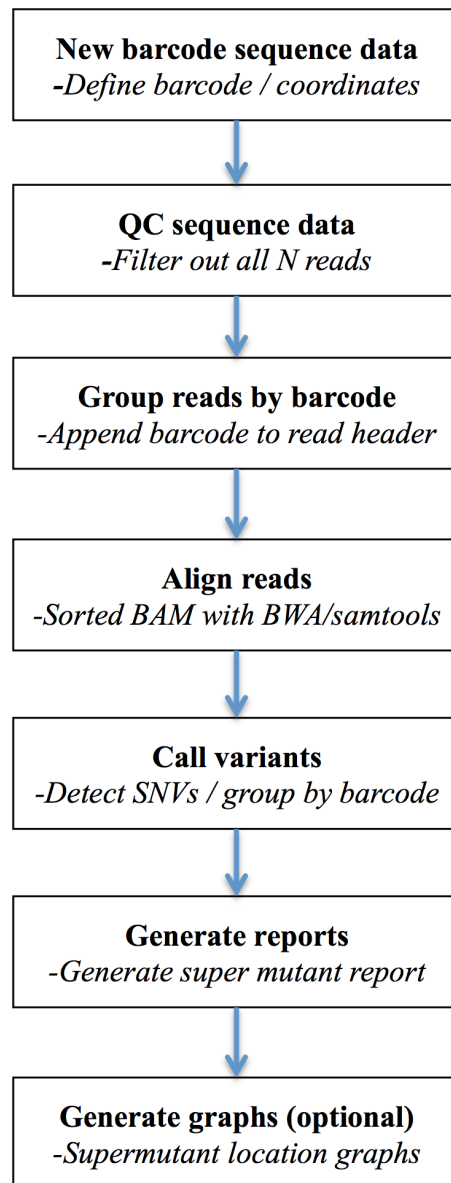 New barcode sequence data
-Define barcode / coordinates
QC sequence data
-Filter out all N reads
Group reads by barcode
-Append barcode to read header
Align reads
-Sorted BAM with BWA/samtools
Call variants
-Detect SNVs / group by barcode
Generate reports
-Generate super mutant report
Generate graphs (optional)
-Supermutant location graphs